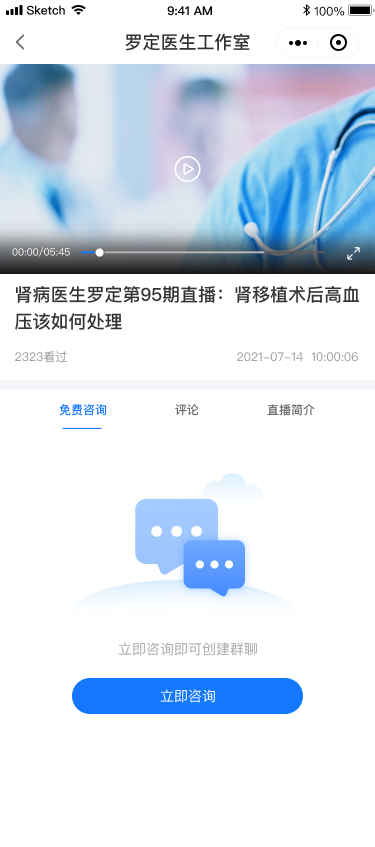 Sketch 9:41 AM 100%
罗定医生工作室
00:00/05:45
肾病医生罗定第95期直播：肾移植术后高血
压该如何处理
2323看过 2021-07-14 10:00:06
免费咨询 评论 直播简介
立即咨询即可创建群聊
立即咨询